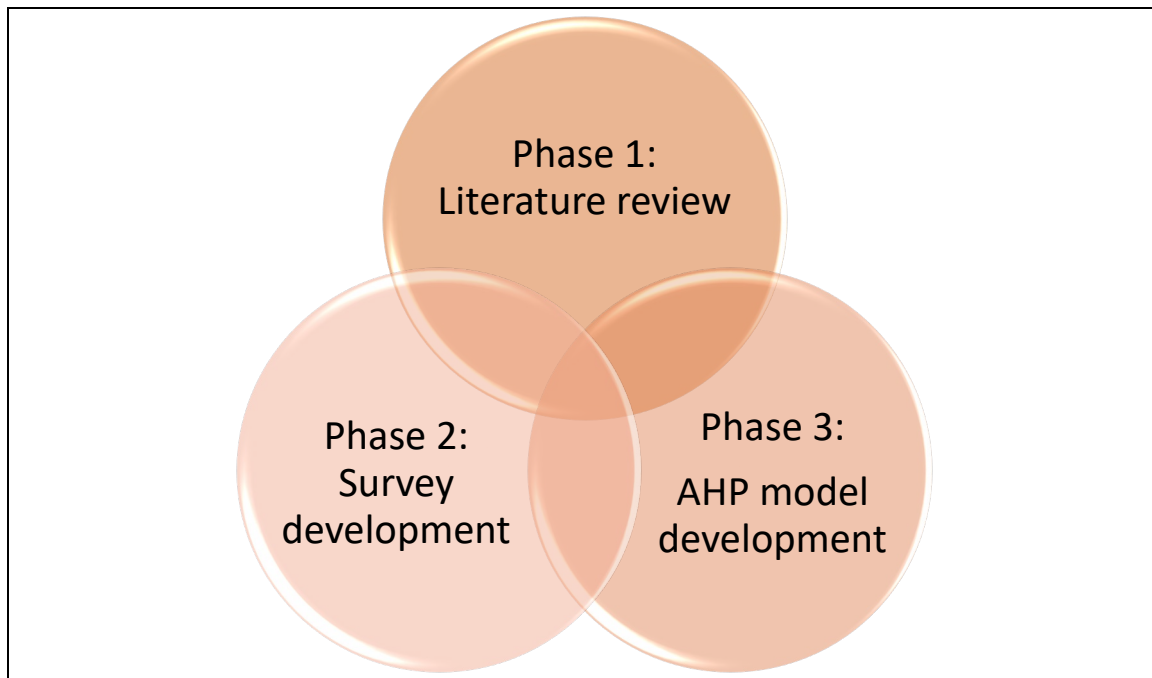 Phase 1:
Literature review
Phase 2:
Survey
development
Phase 3:
AHP model
development